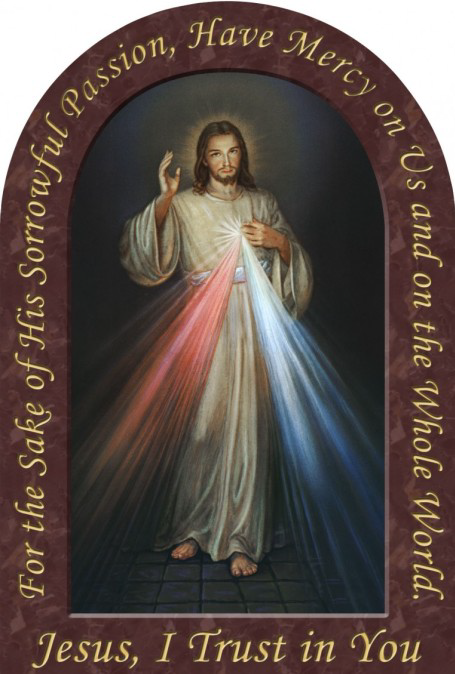 For the Sake of His Sorrowful Passion, Have Mercy on Us and on the Whole World.
Jesus, I Trust in You